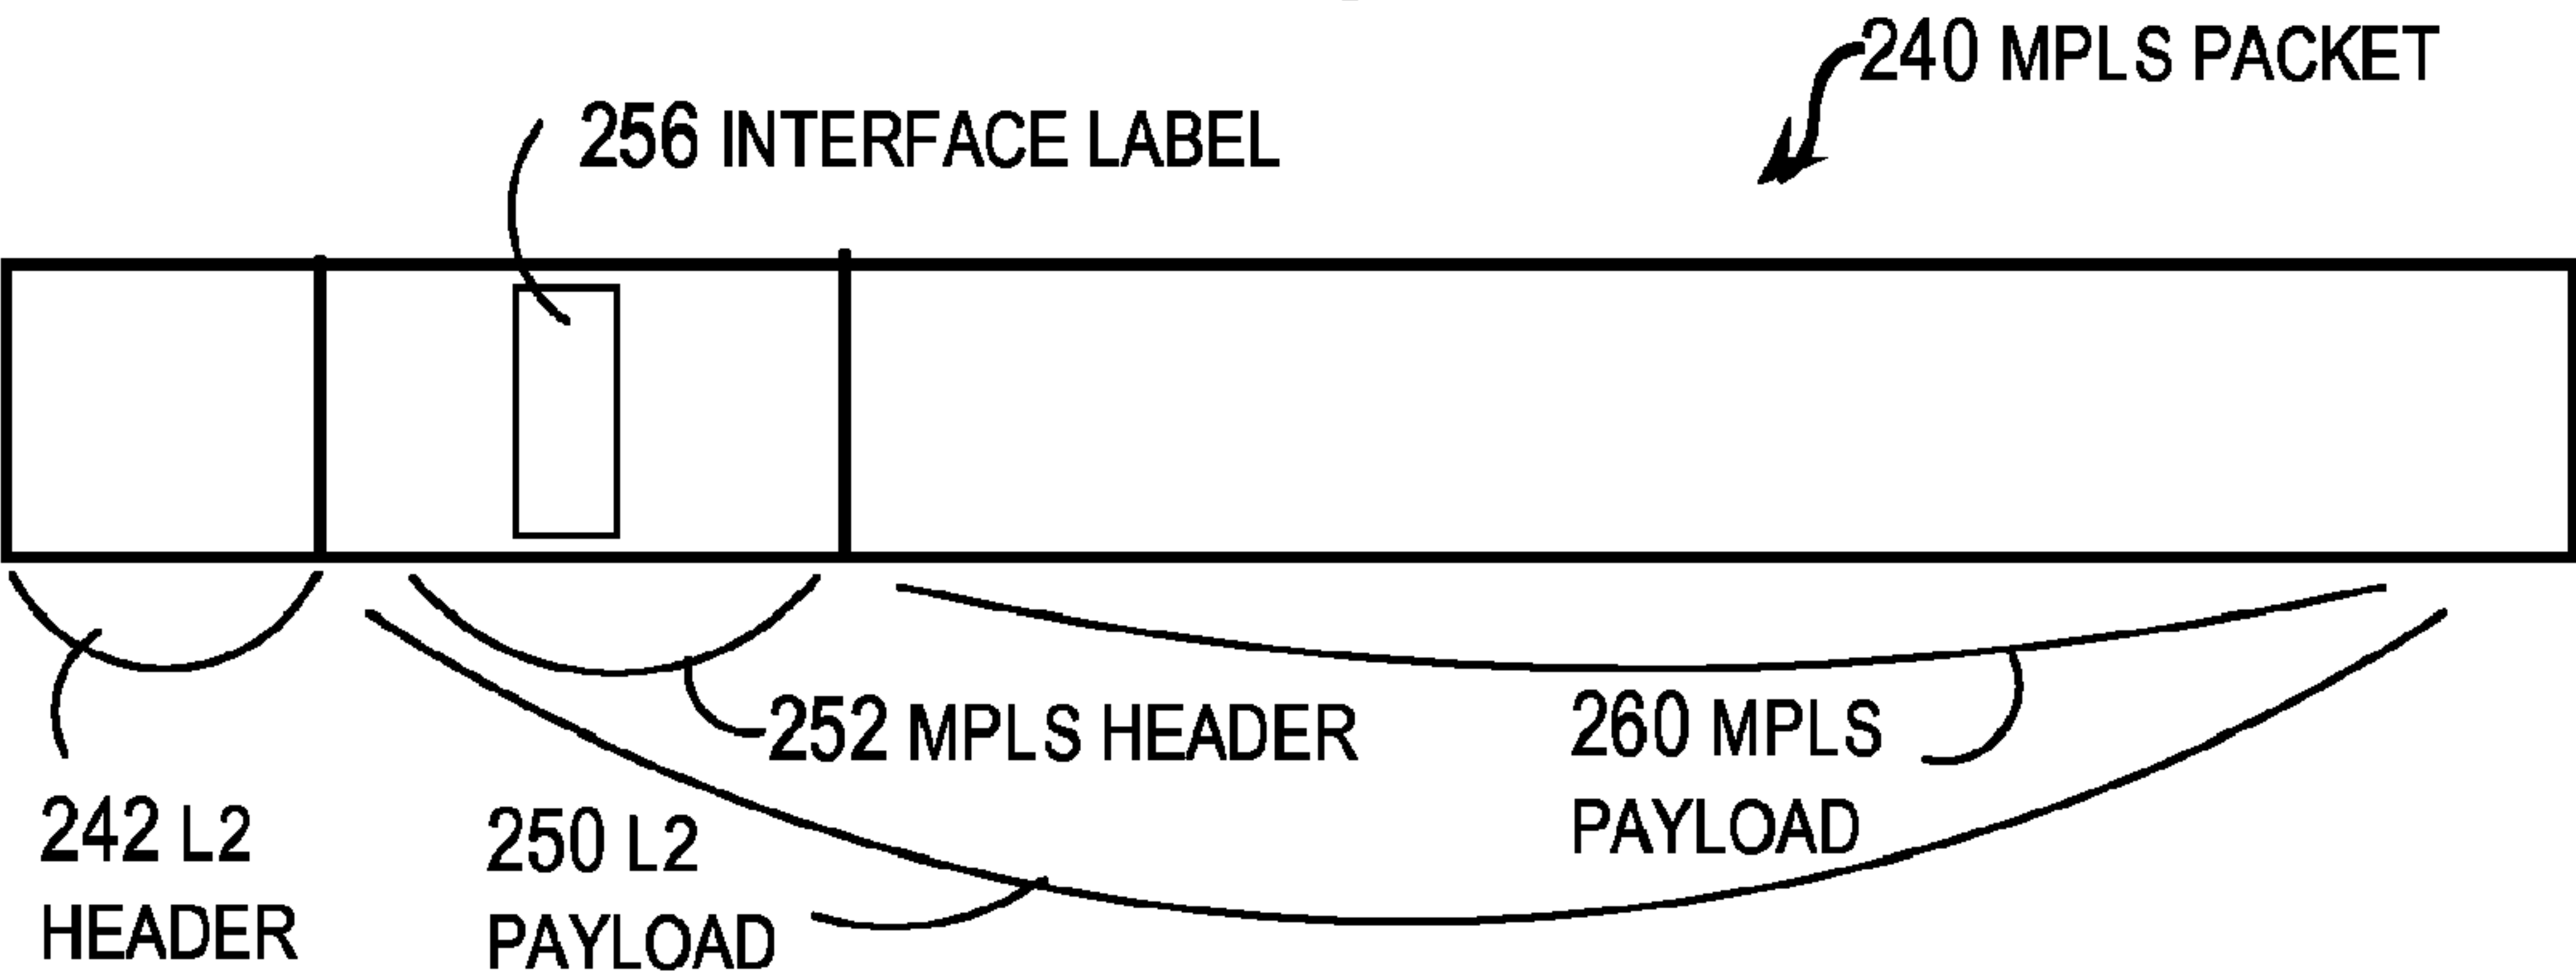 240 MPLS PACKET
256 INTERFACE LABEL
252 MPLS HEADER
260 MPLS
PAYLOAD
242 L2
HEADER
250 L2
PAYLOAD